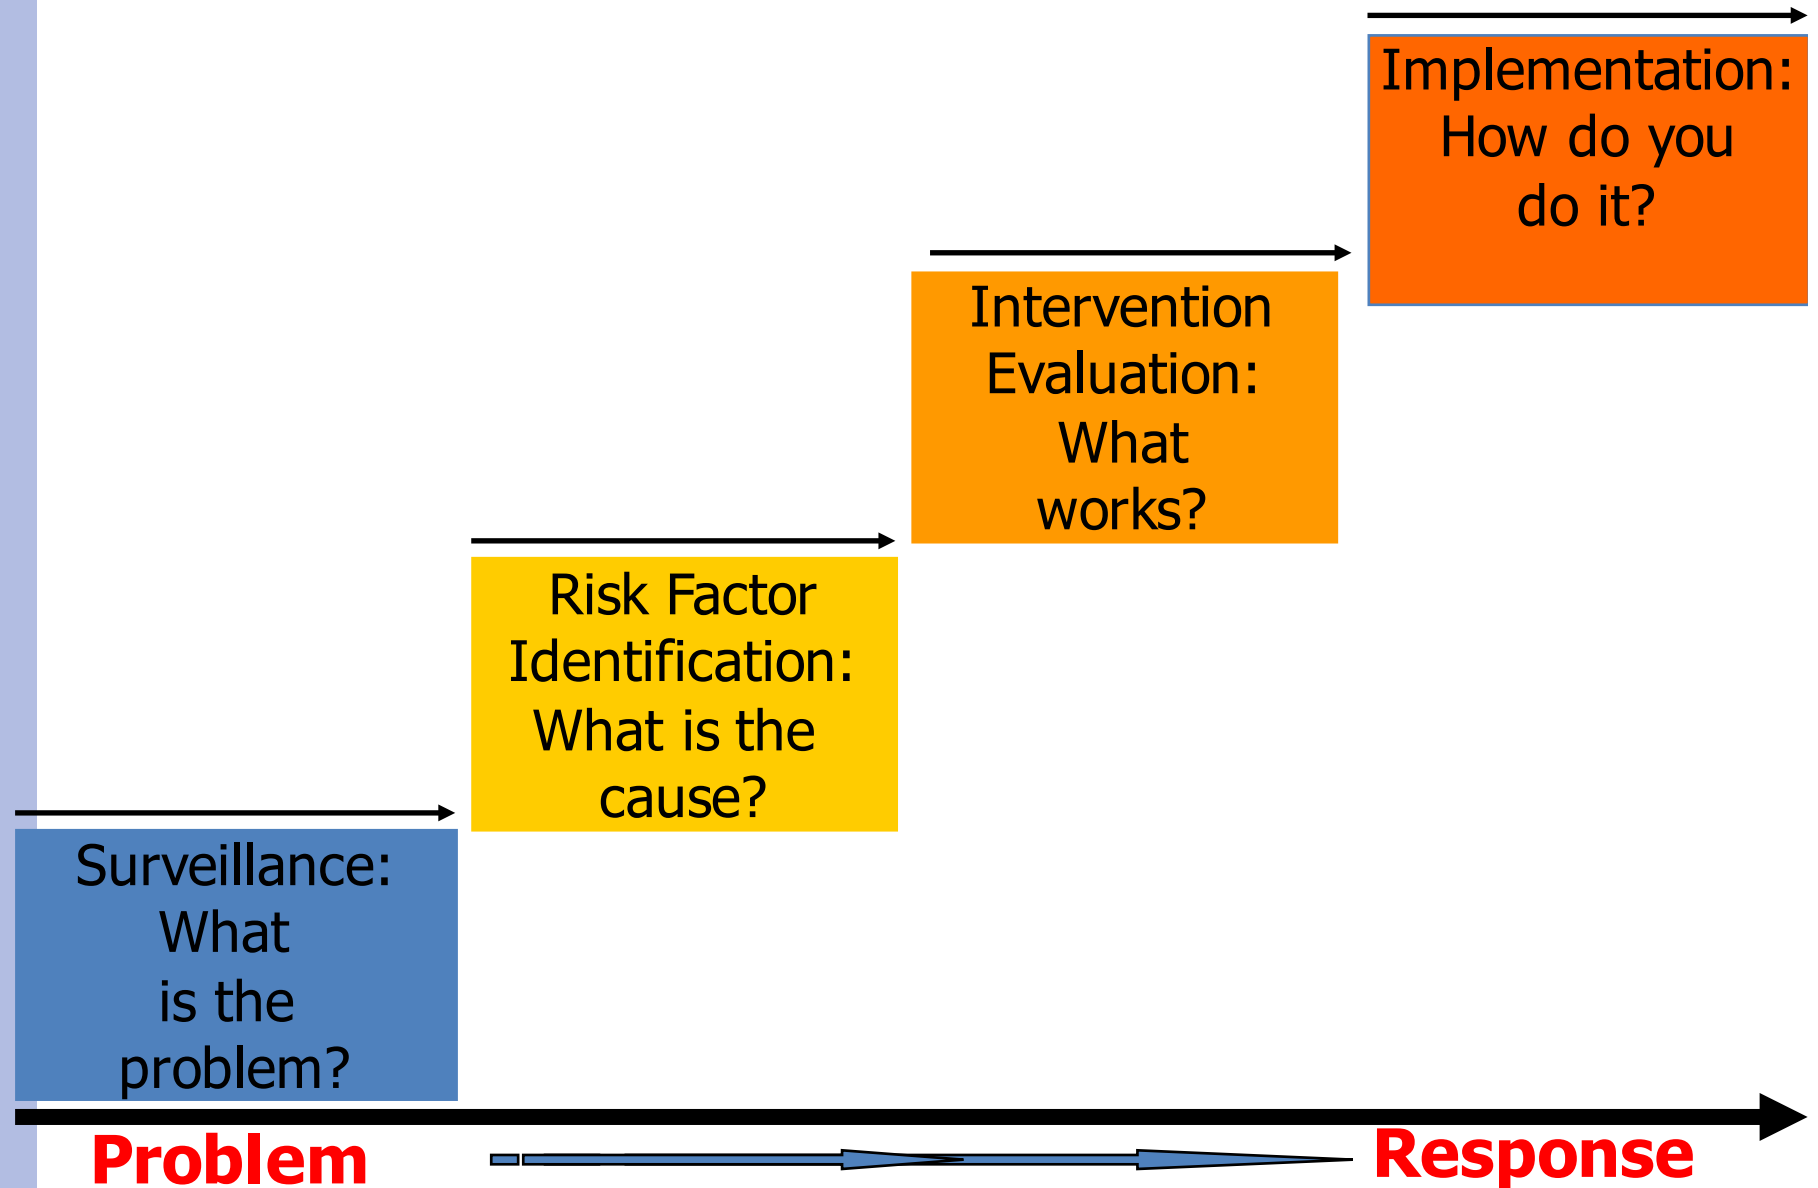 Surveillance:
What
is the
problem?
Risk Factor
Identification:
What is the
cause?
Intervention
Evaluation:
What
works?
Implementation:
How do you
do it?
Problem
Response